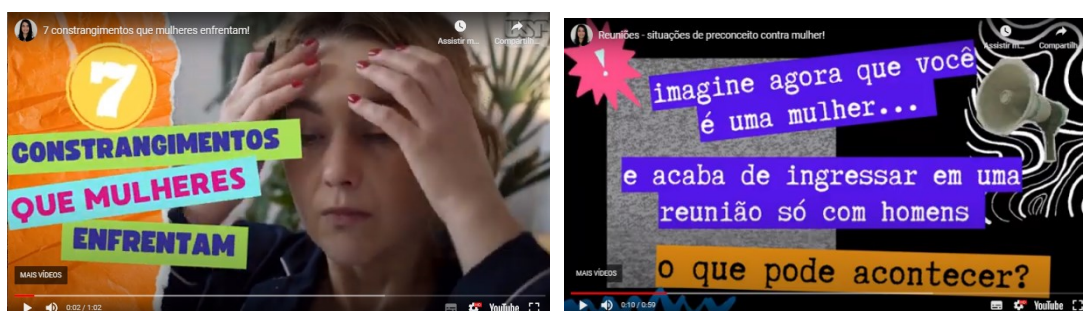 7 constrangimentos que mulheres enfrentam!
Assistir m...
Compartilh...
USP
7
CONSTRANGIMENTOS
QUE MULHERES
ENFRENTAM
MAIS VÍDEOS
0:02 / 1:02
YouTube
Reuniões - situações de preconceito contra mulher!
Assistir m...
Compartilh
!
imagine agora que você
é uma mulher...
e acaba de ingressar em uma
reunião só com homens
o que pode acontecer?
MAIS VÍDEOS
0:10 / 0:59
YouTube